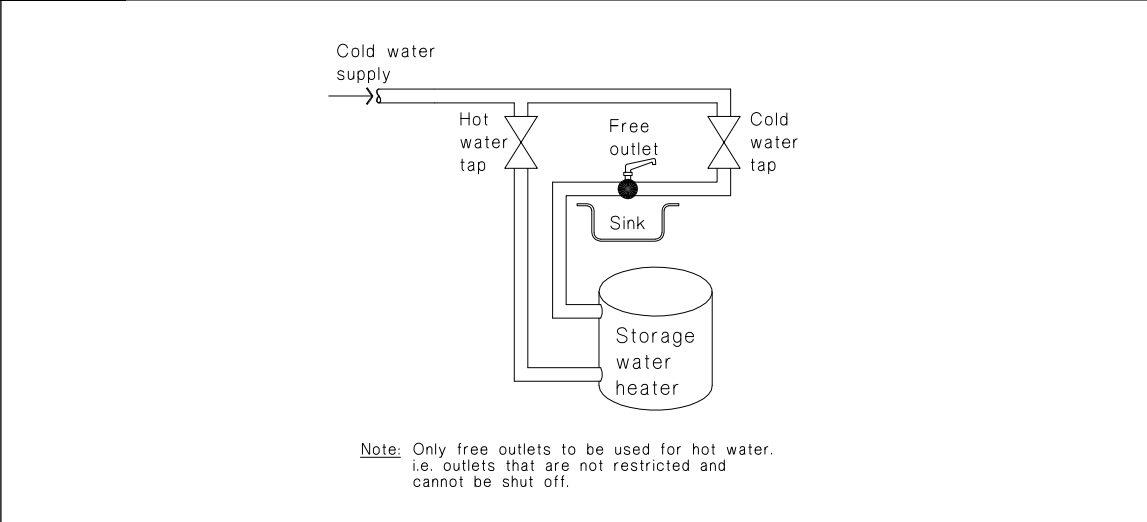 Cold water
supply
Hot
water
tap
Free
outlet
Cold
water
tap
Sink
Storage
water
heater
Note: Only free outlets to be used for hot water.
i.e. outlets that are not restricted and
cannot be shut off.